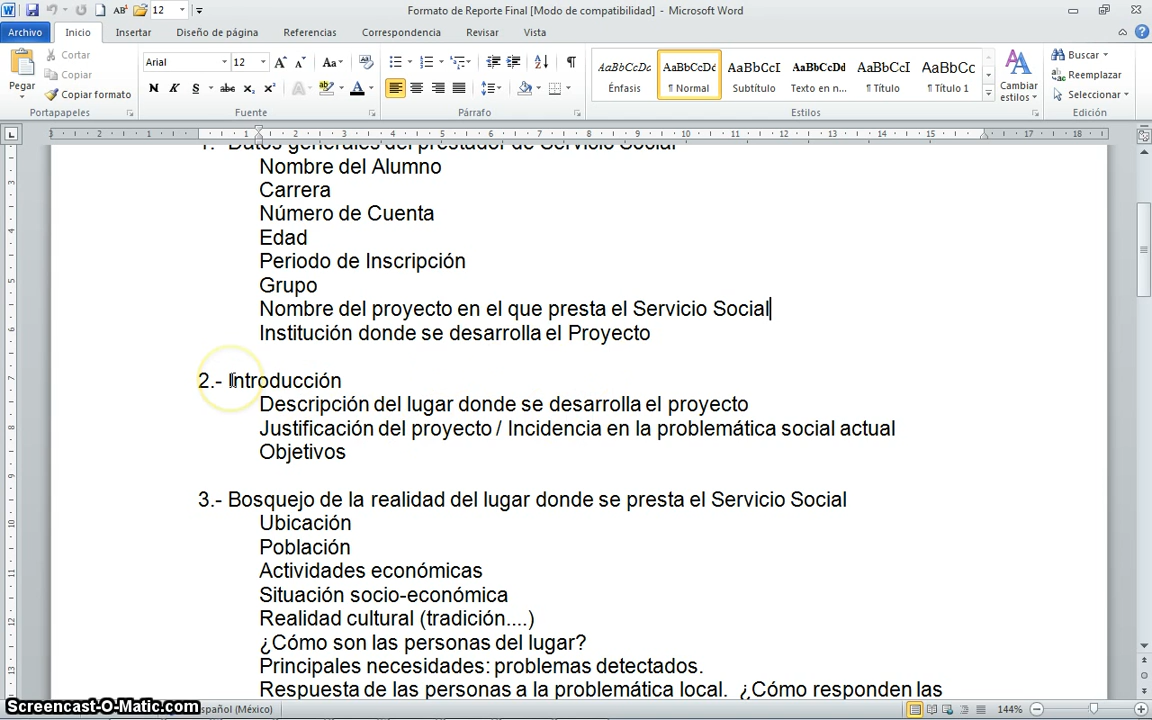 Formato de Reporte Final [Modo de compatibilidad] - Microsoft Word
12
Archivo Inicio Insertar Diseño de página Referencias Correspondencia Revisar Vista
Pegar
Cortar
Copiar
Copiar formato
Portapapeles
Arial 12
Fuente
Párrafo
AaBbCcDc AaBbCcDc AaBbCcI AaBbCcDd AaBbCcI AaBbCc
Énfasis ¶ Normal Subtítulo Texto en n... ¶ Título ¶ Título 1
Estilos
Cambiar estilos
Buscar
Reemplazar
Seleccionar
1. Datos generales del prestador de Servicio Social
Nombre del Alumno
Carrera
Número de Cuenta
Edad
Periodo de Inscripción
Grupo
Nombre del proyecto en el que presta el Servicio Social
Institución donde se desarrolla el Proyecto
2.- Introducción
Descripción del lugar donde se desarrolla el proyecto
Justificación del proyecto / Incidencia en la problemática social actual
Objetivos
3.- Bosquejo de la realidad del lugar donde se presta el Servicio Social
Ubicación
Población
Actividades económicas
Situación socio-económica
Realidad cultural (tradición....)
¿Cómo son las personas del lugar?
Principales necesidades: problemas detectados.
Respuesta de las personas a la problemática local. ¿Cómo responden las
Screencast-O-Matic.com
(México)
144%